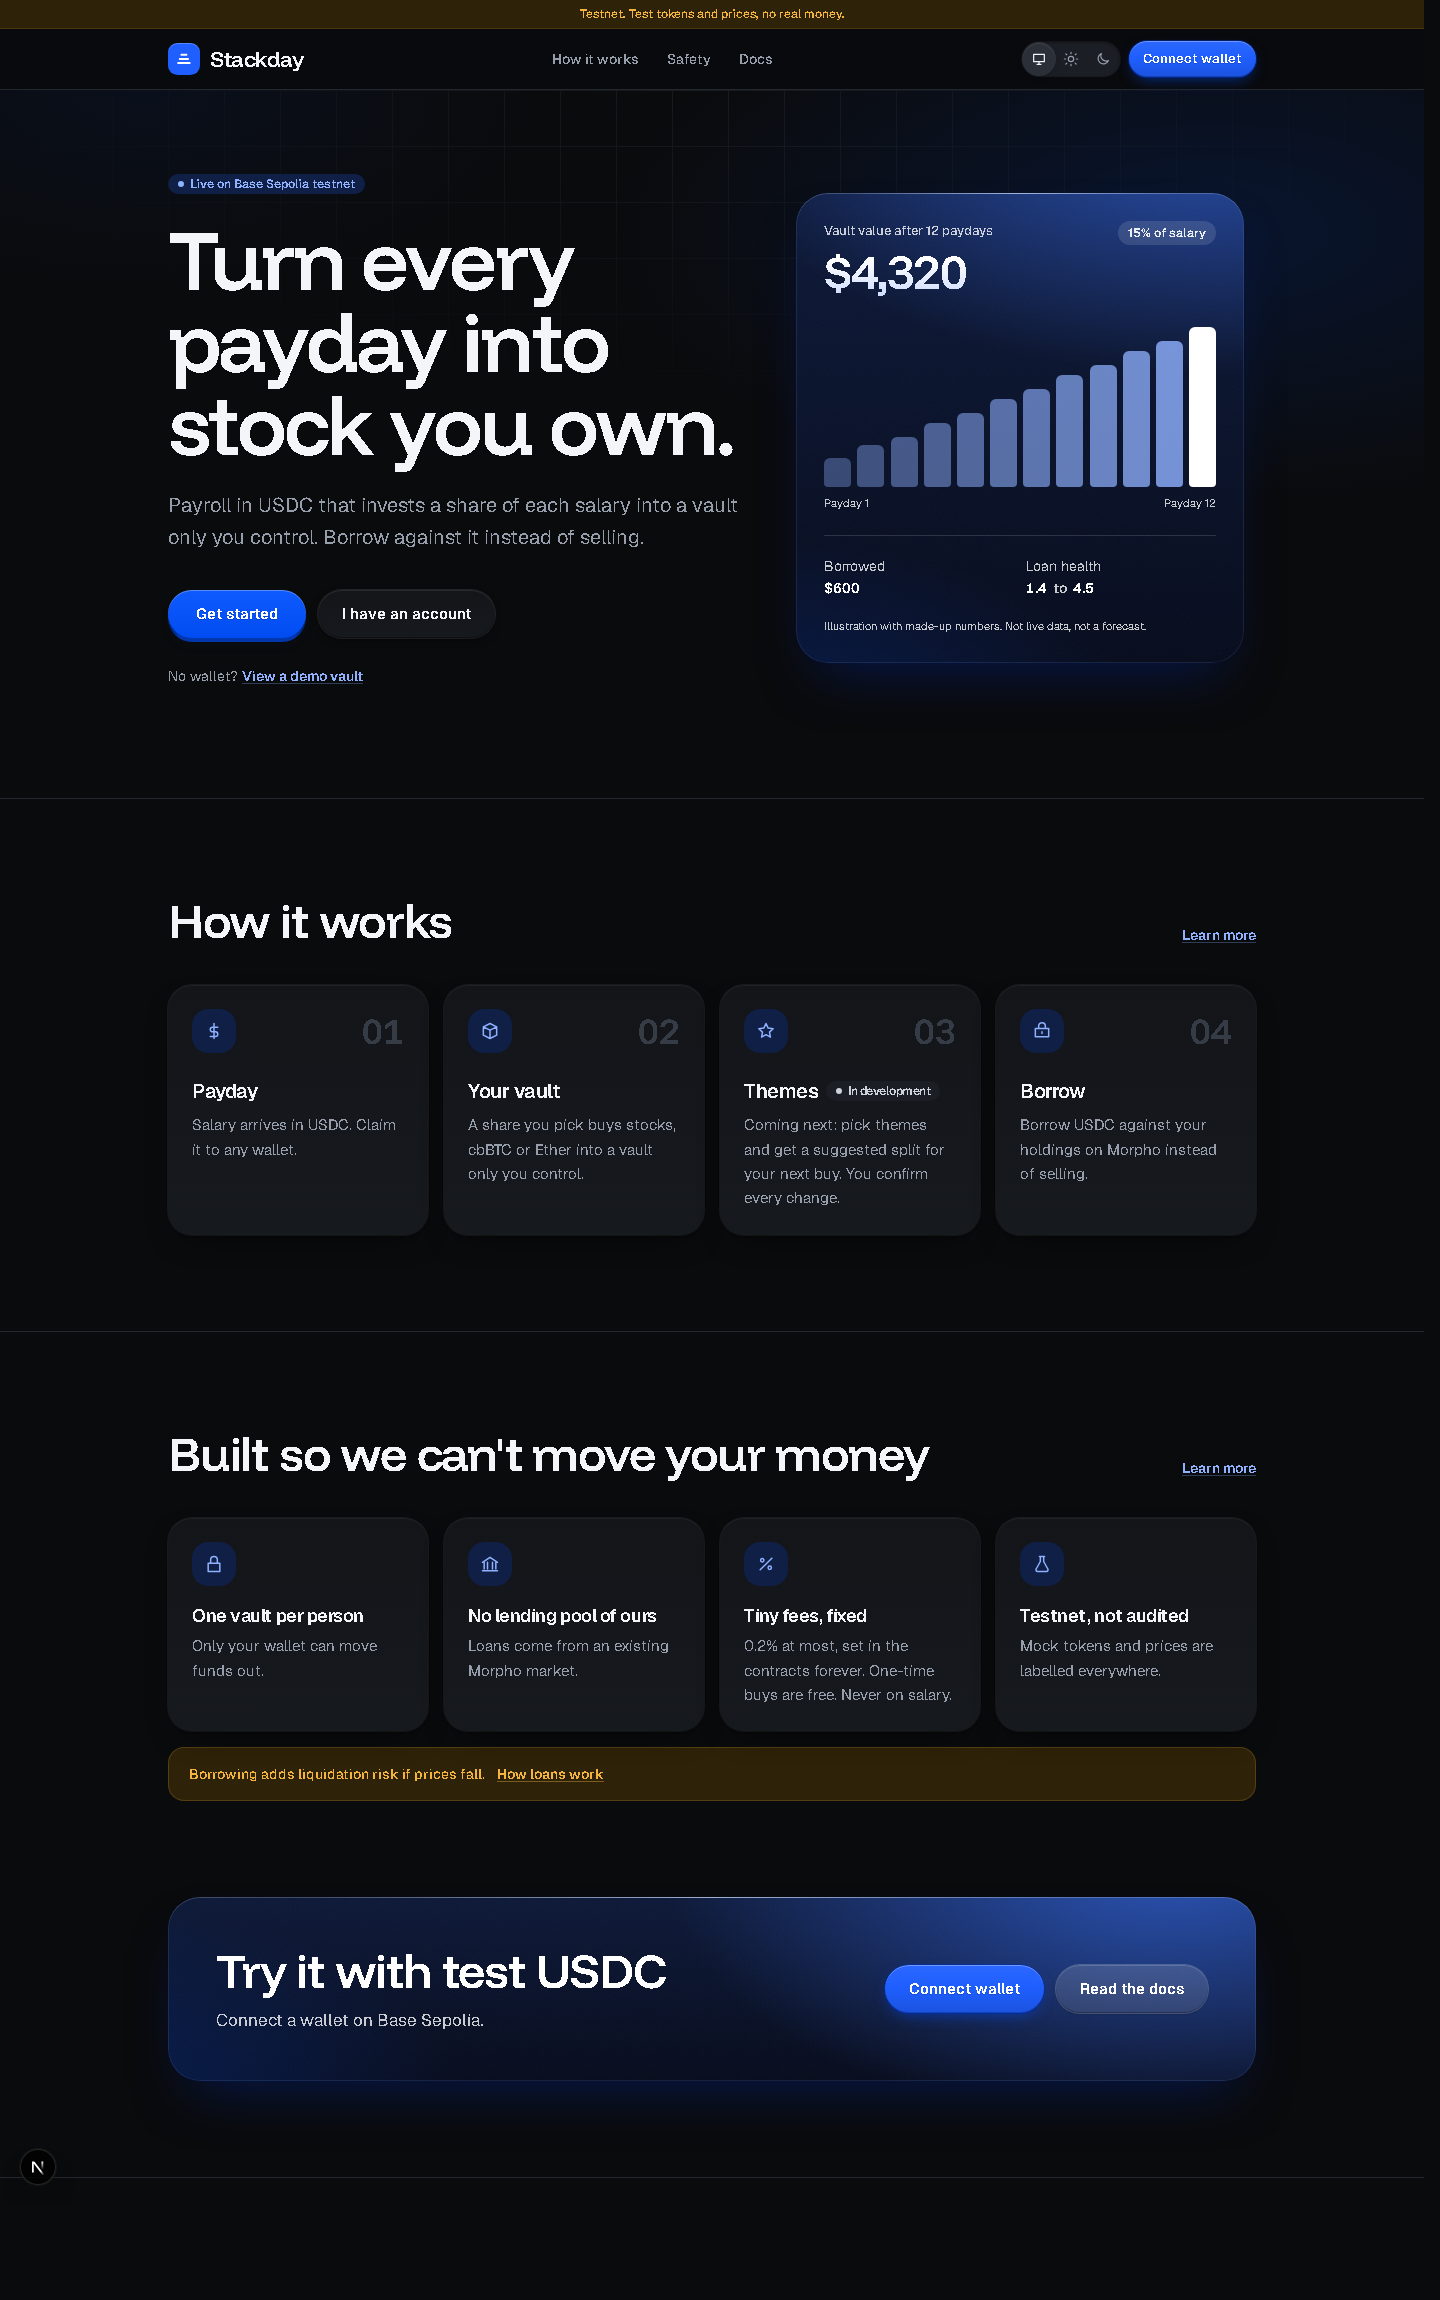 Testnet. Test tokens and prices, no real money.
Stackday
How it works
Safety
Docs
Connect wallet
Live on Base Sepolia testnet
Turn every
payday into
stock you own.
Payroll in USDC that invests a share of each salary into a vault
only you control. Borrow against it instead of selling.
Get started
I have an account
No wallet? View a demo vault
Vault value after 12 paydays
15% of salary
$4,320
Payday 1
Payday 12
Borrowed
$600
Loan health
1.4 to 4.5
Illustration with made-up numbers. Not live data, not a forecast.
How it works
Learn more
01
Payday
Salary arrives in USDC. Claim
it to any wallet.
02
Your vault
A share you pick buys stocks,
cbBTC or Ether into a vault
only you control.
03
Themes
In development
Coming next: pick themes
and get a suggested split for
your next buy. You confirm
every change.
04
Borrow
Borrow USDC against your
holdings on Morpho instead
of selling.
Built so we can't move your money
Learn more
One vault per person
Only your wallet can move
funds out.
No lending pool of ours
Loans come from an existing
Morpho market.
Tiny fees, fixed
0.2% at most, set in the
contracts forever. One-time
buys are free. Never on salary.
Testnet, not audited
Mock tokens and prices are
labelled everywhere.
Borrowing adds liquidation risk if prices fall. How loans work
Try it with test USDC
Connect a wallet on Base Sepolia.
Connect wallet
Read the docs
N